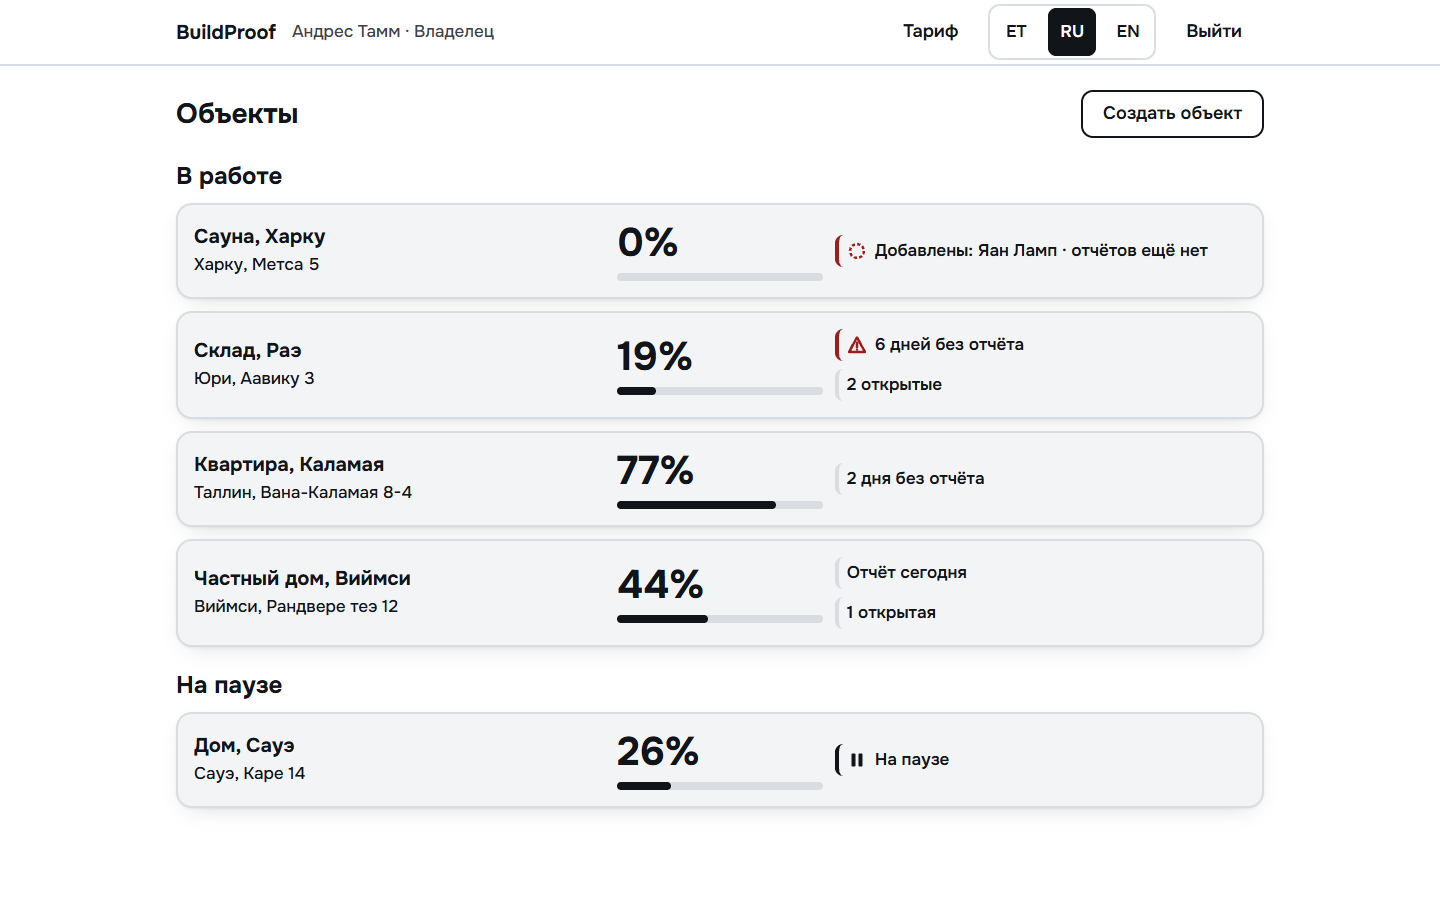 BuildProof Андрес Тамм · Владелец Тариф ET RU EN Выйти
Объекты Создать объект
В работе
Сауна, Харку
Харку, Метса 5
0%
Добавлены: Яан Ламп · отчётов ещё нет
Склад, Раэ
Юри, Аавику 3
19%
6 дней без отчёта
2 открытые
Квартира, Каламая
Таллин, Вана-Каламая 8-4
77%
2 дня без отчёта
Частный дом, Виймси
Виймси, Рандвере теэ 12
44%
Отчёт сегодня
1 открытая
На паузе
Дом, Сауэ
Сауэ, Каре 14
26%
На паузе